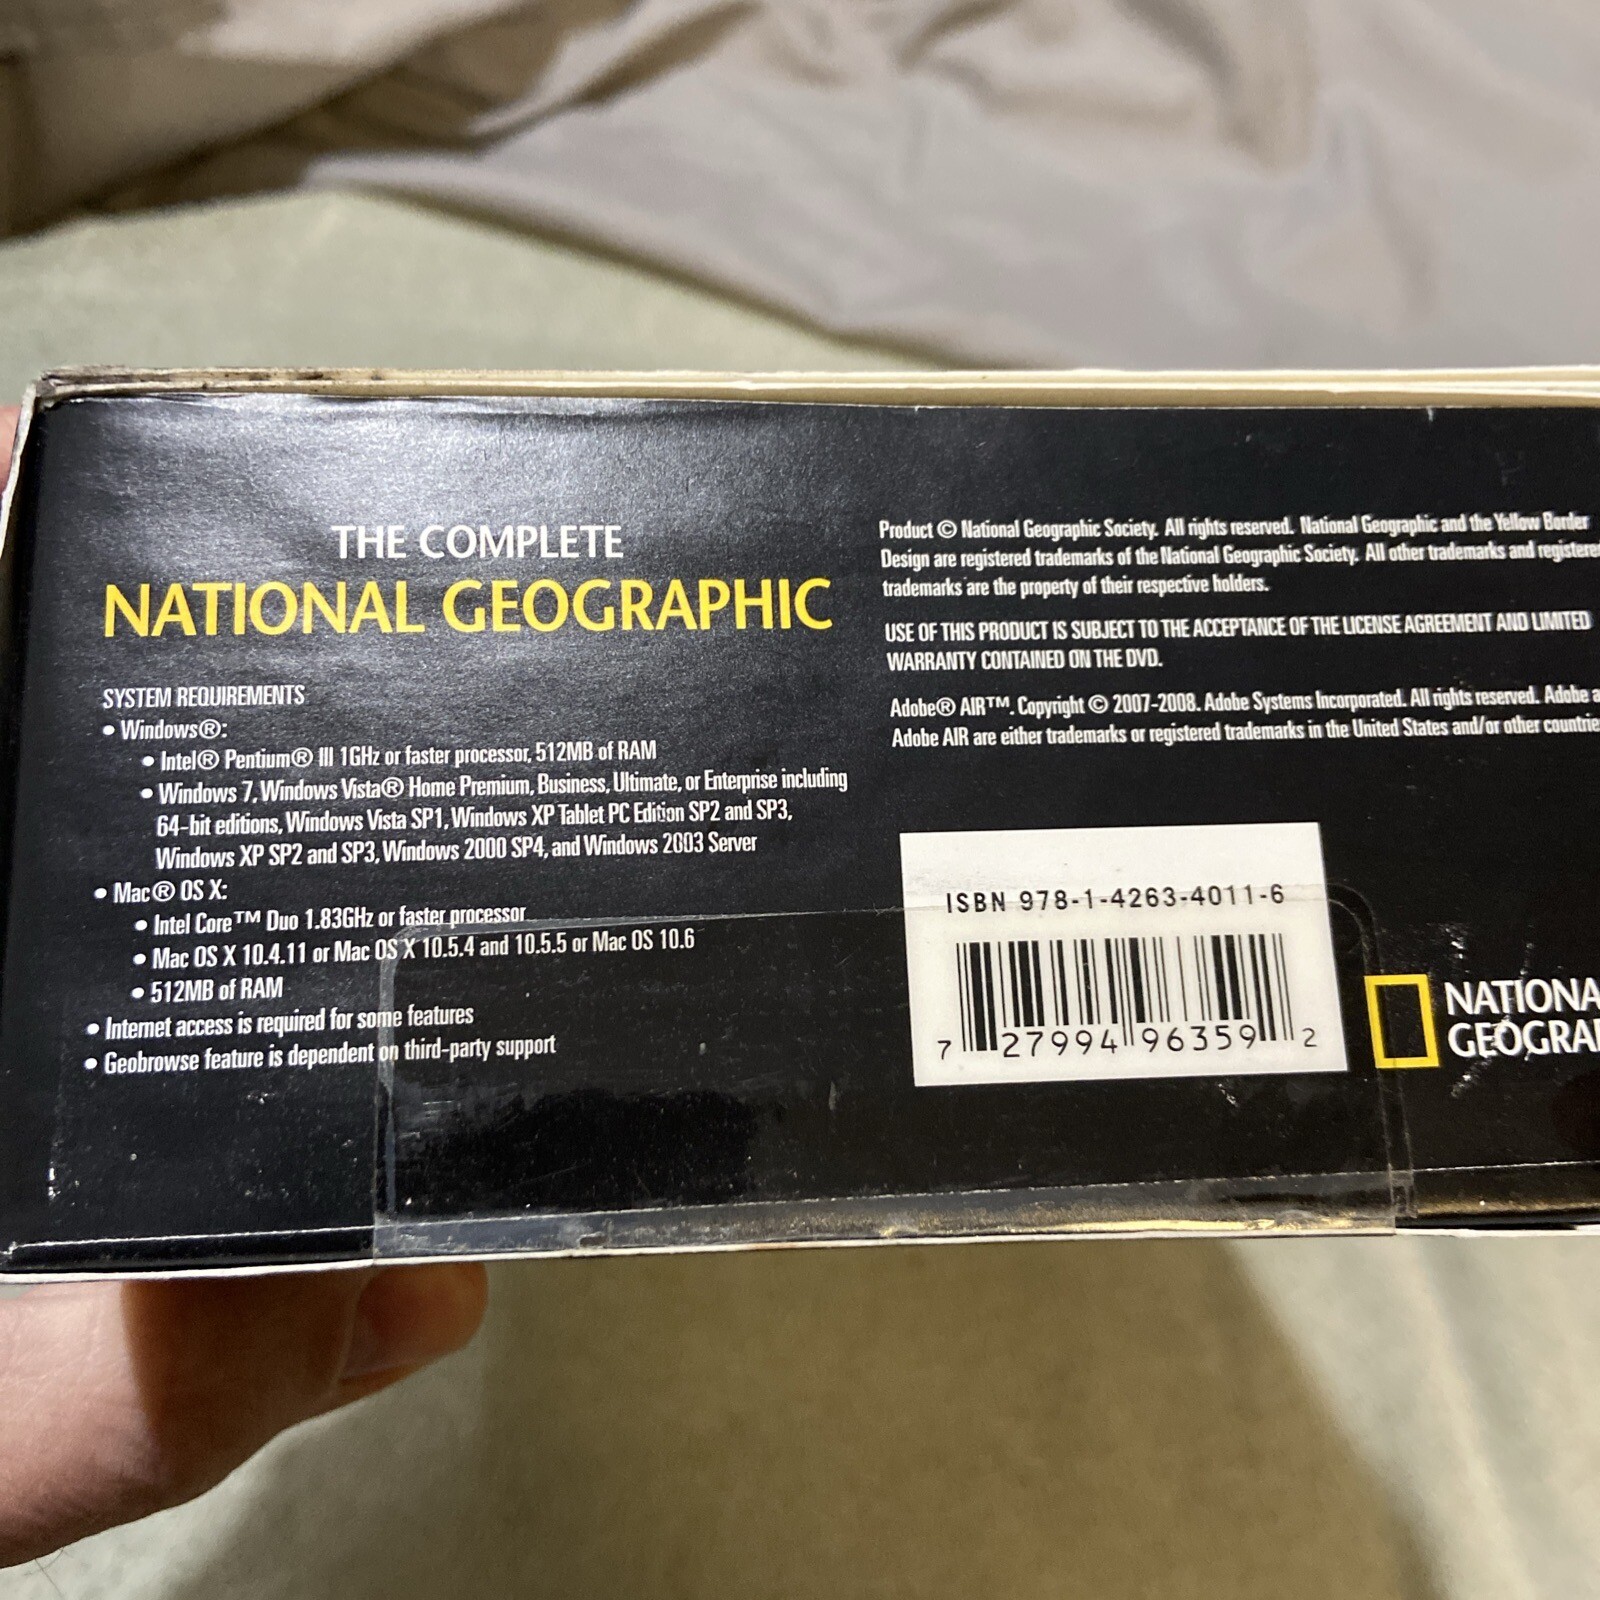 THE COMPLETE
NATIONAL GEOGRAPHIC
SYSTEM REQUIREMENTS
• Windows®:
• Intel® Pentium® III 1GHz or faster processor, 512MB of RAM
• Windows 7, Windows Vista® Home Premium, Business, Ultimate, or Enterprise including
64-bit editions, Windows Vista SP1, Windows XP Tablet PC Edition SP2 and SP3,
Windows XP SP2 and SP3, Windows 2000 SP4, and Windows 2003 Server
• Mac® OS X:
• Intel Core™ Duo 1.83GHz or faster processor
• Mac OS X 10.4.11 or Mac OS X 10.5.4 and 10.5.5 or Mac OS 10.6
• 512MB of RAM
• Internet access is required for some features
• Geobrowse feature is dependent on third-party support
Product © National Geographic Society. All rights reserved. National Geographic and the Yellow Border
Design are registered trademarks of the National Geographic Society. All other trademarks and registere
trademarks are the property of their respective holders.
USE OF THIS PRODUCT IS SUBJECT TO THE ACCEPTANCE OF THE LICENSE AGREEMENT AND LIMITED
WARRANTY CONTAINED ON THE DVD.
Adobe® AIR™. Copyright © 2007-2008. Adobe Systems Incorporated. All rights reserved. Adobe a
Adobe AIR are either trademarks or registered trademarks in the United States and/or other countrie
ISBN 978-1-4263-4011-6
7 27994 96359 2
NATIONA
GEOGRA